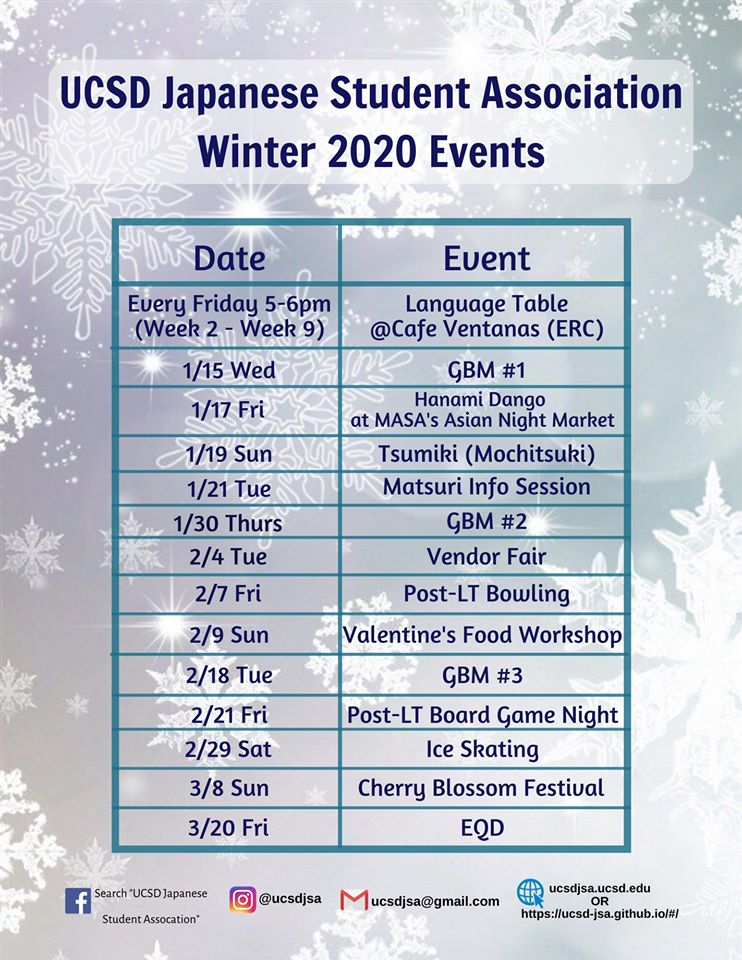 UCSD Japanese Student Association
Winter 2020 Events
Date Event
Every Friday 5-6pm
(Week 2 - Week 9)
Language Table
@Cafe Ventanas (ERC)
1/15 Wed GBM #1
1/17 Fri
Hanami Dango
at MASA's Asian Night Market
1/19 Sun Tsumiki (Mochitsuki)
1/21 Tue Matsuri Info Session
1/30 Thurs GBM #2
2/4 Tue Vendor Fair
2/7 Fri Post-LT Bowling
2/9 Sun Valentine's Food Workshop
2/18 Tue GBM #3
2/21 Fri Post-LT Board Game Night
2/29 Sat Ice Skating
3/8 Sun Cherry Blossom Festival
3/20 Fri EQD
Search "UCSD Japanese
Student Assocation"
@ucsdjsa
ucsdjsa@gmail.com
ucsdjsa.ucsd.edu
OR
https://ucsd-jsa.github.io/#/